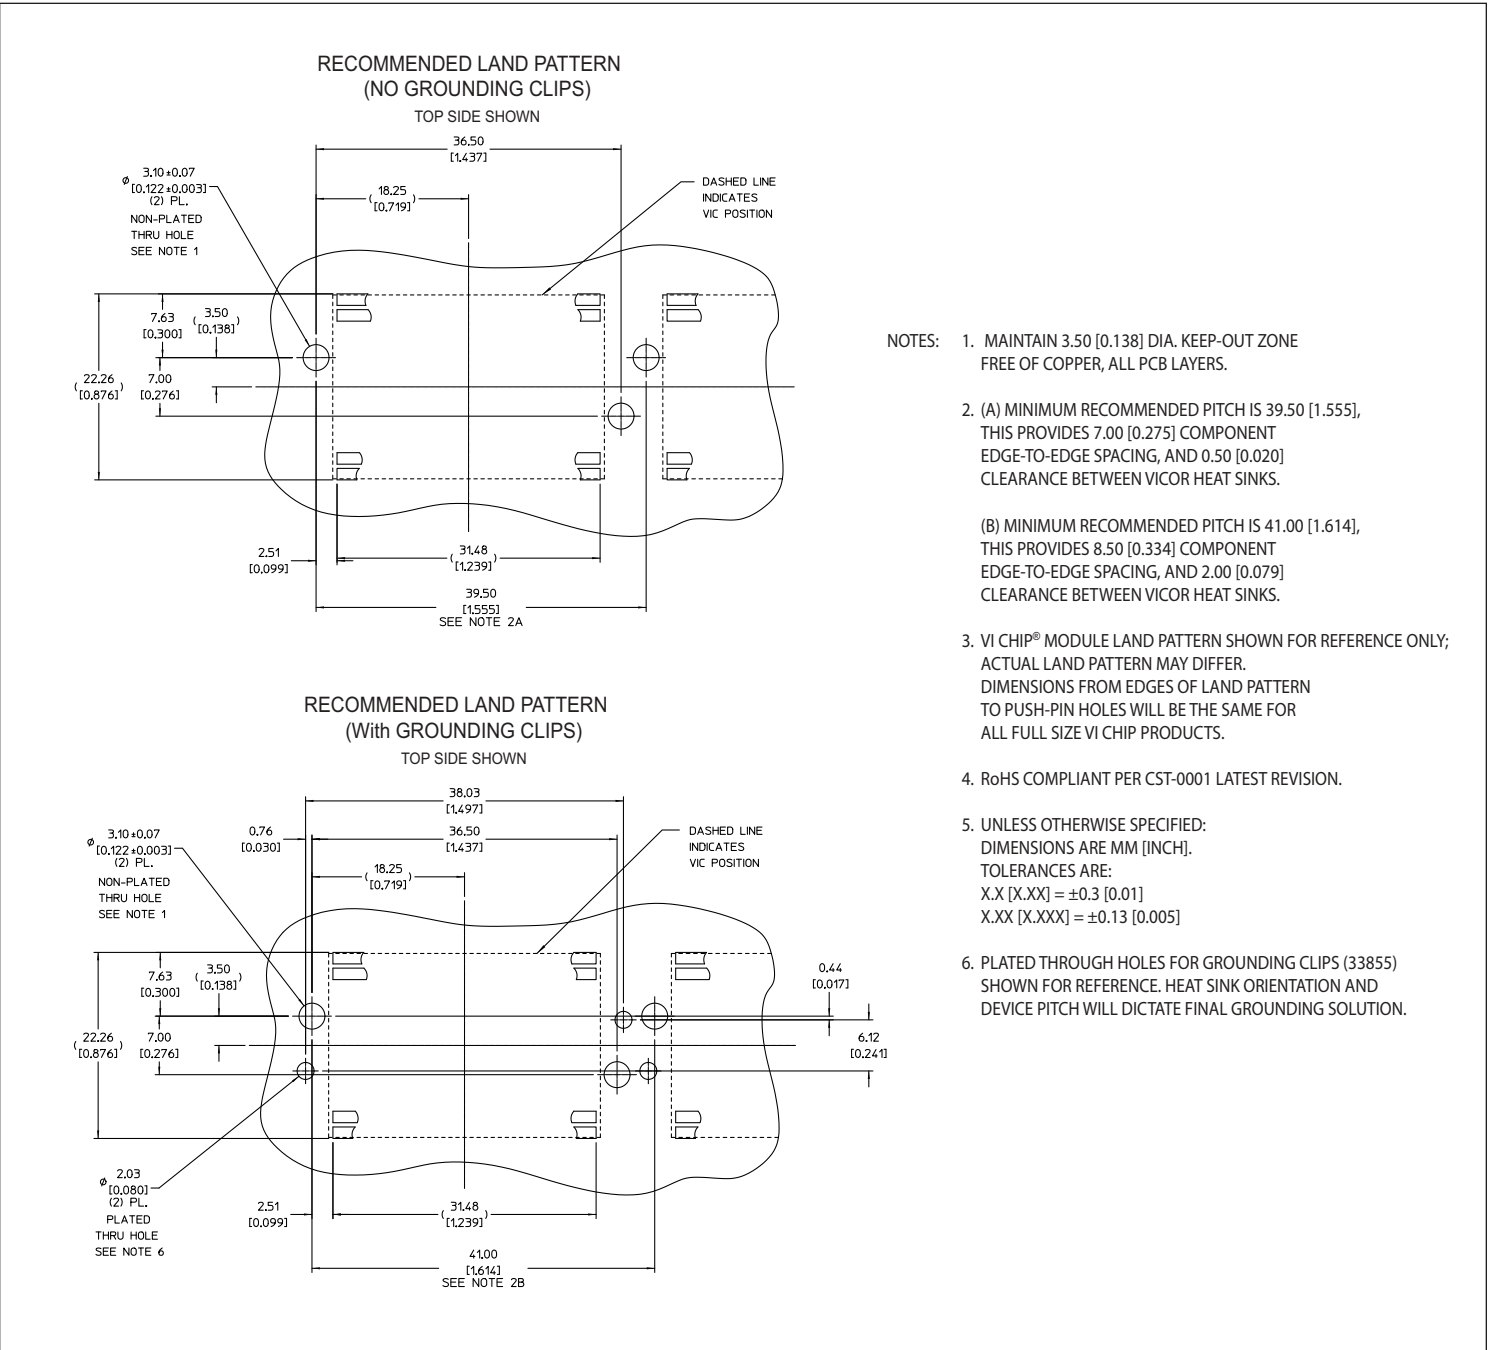 RECOMMENDED LAND PATTERN
(NO GROUNDING CLIPS)
TOP SIDE SHOWN
36.50
[1.437]
⌀ 3.10±0.07
[0.122±0.003]
(2) PL.
NON-PLATED
THRU HOLE
SEE NOTE 1
(18.25)
[0.719]
DASHED LINE
INDICATES
VIC POSITION
7.63
[0.300]
(3.50)
[0.138]
(22.26)
[0.876]
7.00
[0.276]
2.51
[0.099]
(31.48)
[1.239]
39.50
[1.555]
SEE NOTE 2A
RECOMMENDED LAND PATTERN
(With GROUNDING CLIPS)
TOP SIDE SHOWN
38.03
[1.497]
⌀ 3.10±0.07
[0.122±0.003]
(2) PL.
NON-PLATED
THRU HOLE
SEE NOTE 1
0.76
[0.030]
36.50
[1.437]
(18.25)
[0.719]
DASHED LINE
INDICATES
VIC POSITION
7.63
[0.300]
(3.50)
[0.138]
0.44
[0.017]
(22.26)
[0.876]
7.00
[0.276]
6.12
[0.241]
⌀ 2.03
[0.080]
(2) PL.
PLATED
THRU HOLE
SEE NOTE 6
2.51
[0.099]
(31.48)
[1.239]
41.00
[1.614]
SEE NOTE 2B
NOTES: 1. MAINTAIN 3.50 [0.138] DIA. KEEP-OUT ZONE
FREE OF COPPER, ALL PCB LAYERS.
2. (A) MINIMUM RECOMMENDED PITCH IS 39.50 [1.555],
THIS PROVIDES 7.00 [0.275] COMPONENT
EDGE-TO-EDGE SPACING, AND 0.50 [0.020]
CLEARANCE BETWEEN VICOR HEAT SINKS.
(B) MINIMUM RECOMMENDED PITCH IS 41.00 [1.614],
THIS PROVIDES 8.50 [0.334] COMPONENT
EDGE-TO-EDGE SPACING, AND 2.00 [0.079]
CLEARANCE BETWEEN VICOR HEAT SINKS.
3. VI CHIP® MODULE LAND PATTERN SHOWN FOR REFERENCE ONLY;
ACTUAL LAND PATTERN MAY DIFFER.
DIMENSIONS FROM EDGES OF LAND PATTERN
TO PUSH-PIN HOLES WILL BE THE SAME FOR
ALL FULL SIZE VI CHIP PRODUCTS.
4. RoHS COMPLIANT PER CST-0001 LATEST REVISION.
5. UNLESS OTHERWISE SPECIFIED:
DIMENSIONS ARE MM [INCH].
TOLERANCES ARE:
X.X [X.XX] = ±0.3 [0.01]
X.XX [X.XXX] = ±0.13 [0.005]
6. PLATED THROUGH HOLES FOR GROUNDING CLIPS (33855)
SHOWN FOR REFERENCE. HEAT SINK ORIENTATION AND
DEVICE PITCH WILL DICTATE FINAL GROUNDING SOLUTION.